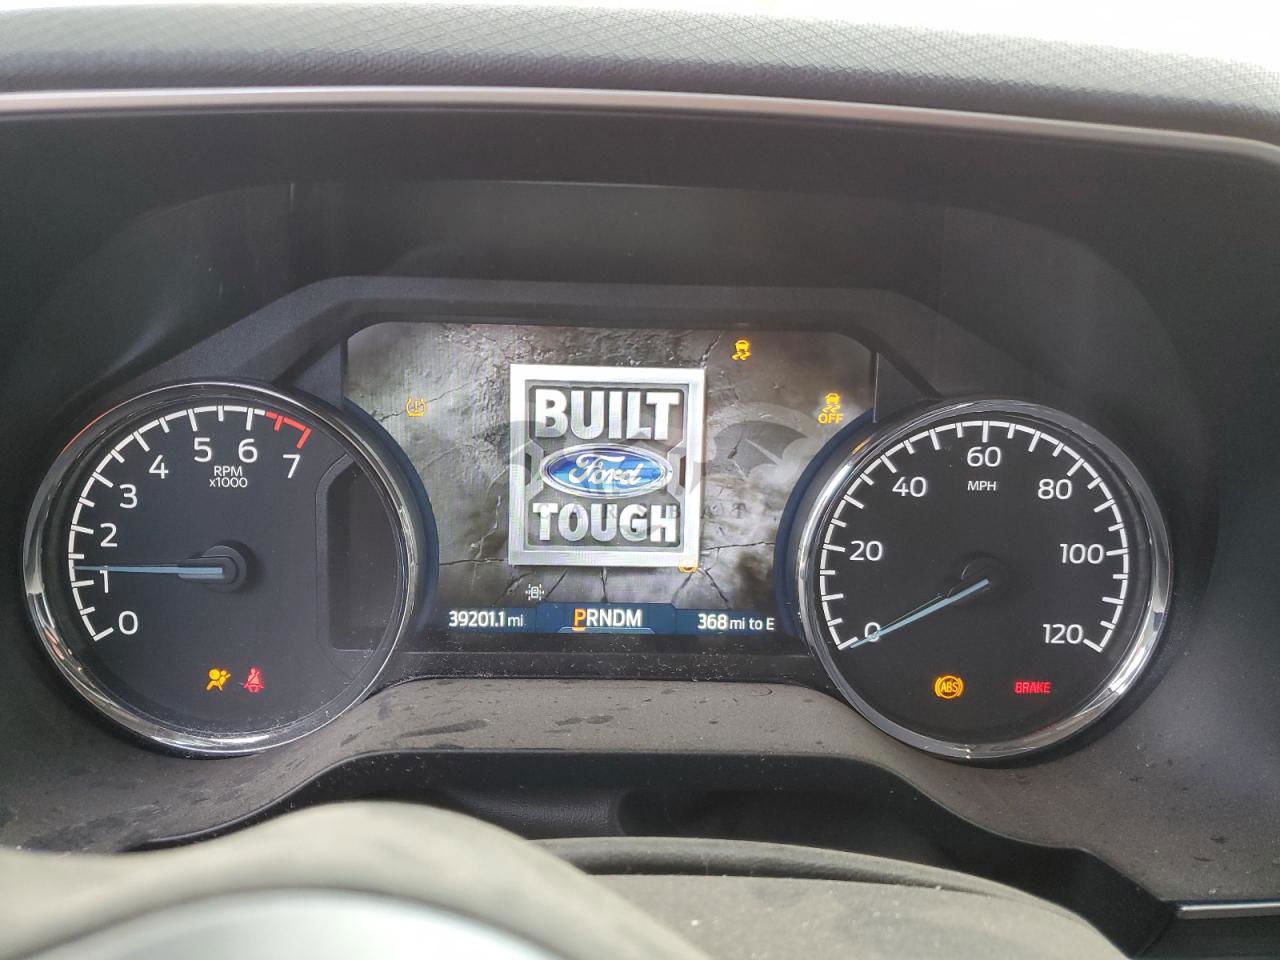 BUILT
Ford
TOUGH
OFF
39201.1 mi
PRNDM
368 mi to E
0
1
2
3
4
5
6
7
RPM
x1000
0
20
40
60
80
100
120
MPH
ABS
BRAKE